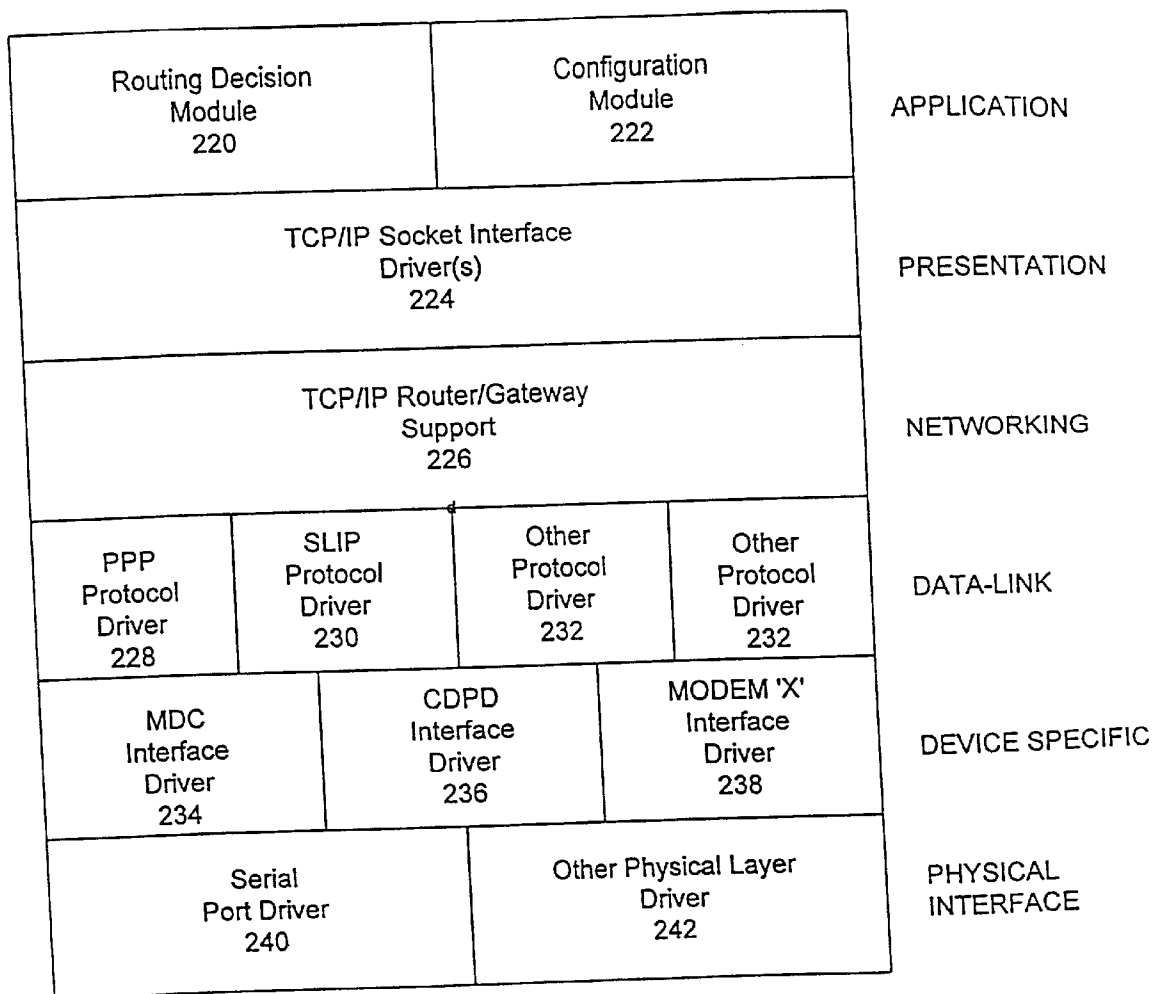 Routing Decision
Module
220
Configuration
Module
222
APPLICATION
TCP/IP Socket Interface
Driver(s)
224
PRESENTATION
TCP/IP Router/Gateway
Support
226
NETWORKING
PPP
Protocol
Driver
228
SLIP
Protocol
Driver
230
Other
Protocol
Driver
232
Other
Protocol
Driver
232
DATA-LINK
MDC
Interface
Driver
234
CDPD
Interface
Driver
236
MODEM 'X'
Interface
Driver
238
DEVICE SPECIFIC
Serial
Port Driver
240
Other Physical Layer
Driver
242
PHYSICAL
INTERFACE